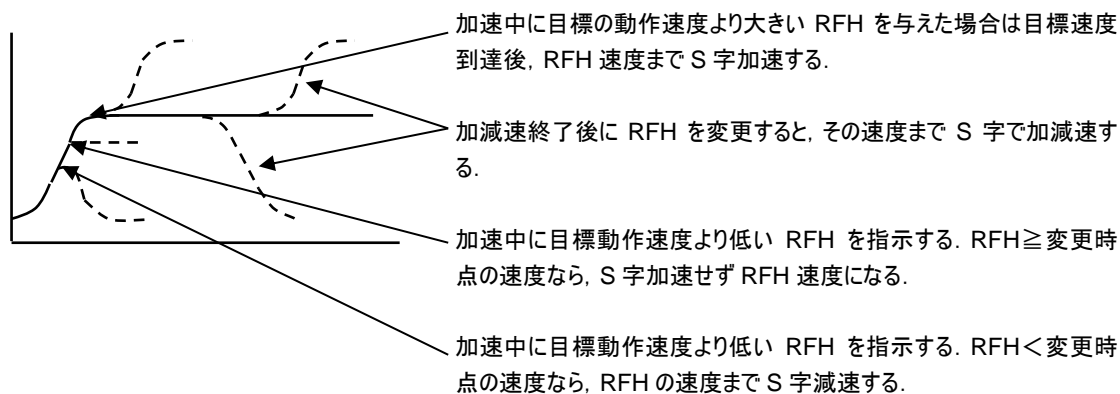 加速中に目標の動作速度より大きい RFH を与えた場合は目標速度
到達後, RFH 速度まで S 字加速する.
加減速終了後に RFH を変更すると, その速度まで S 字で加減速す
る.
加速中に目標動作速度より低い RFH を指示する. RFH≧変更時
点の速度なら, S 字加速せず RFH 速度になる.
加速中に目標動作速度より低い RFH を指示する. RFH＜変更時
点の速度なら, RFH の速度まで S 字減速する.